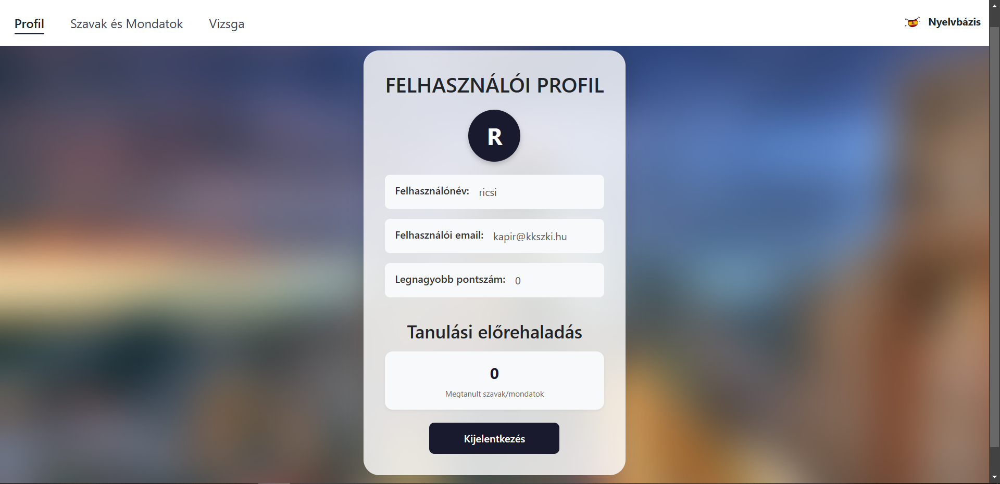 Profil
Szavak és Mondatok
Vizsga
Nyelvbázis
FELHASZNÁLÓI PROFIL
R
Felhasználónév: ricsi
Felhasználói email: kapir@kkszki.hu
Legnagyobb pontszám: 0
Tanulási előrehaladás
0
Megtanult szavak/mondatok
Kijelentkezés